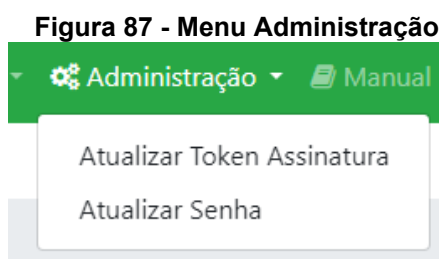 Figura 87 - Menu Administração
Administração Manual
Atualizar Token Assinatura
Atualizar Senha